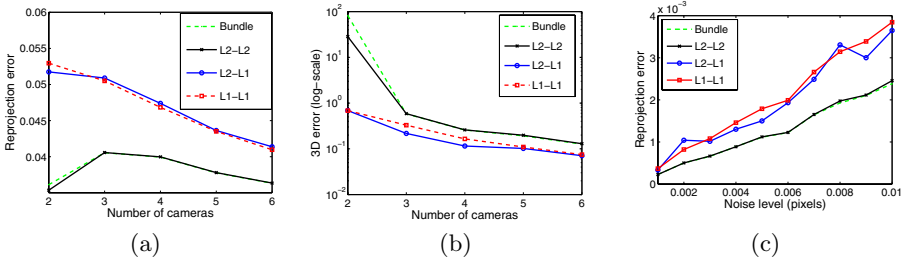 0.06
0.055
0.05
0.045
0.04
2 3 4 5 6
Number of cameras
Reprojection error
Bundle
L2−L2
L2−L1
L1−L1
(a)
10^2
10^1
10^0
10^−1
10^−2
2 3 4 5 6
Number of cameras
3D error (log−scale)
Bundle
L2−L2
L2−L1
L1−L1
(b)
x 10^−3
4
3
2
1
0
0.002 0.004 0.006 0.008 0.01
Noise level (pixels)
Reprojection error
Bundle
L2−L2
L2−L1
L1−L1
(c)